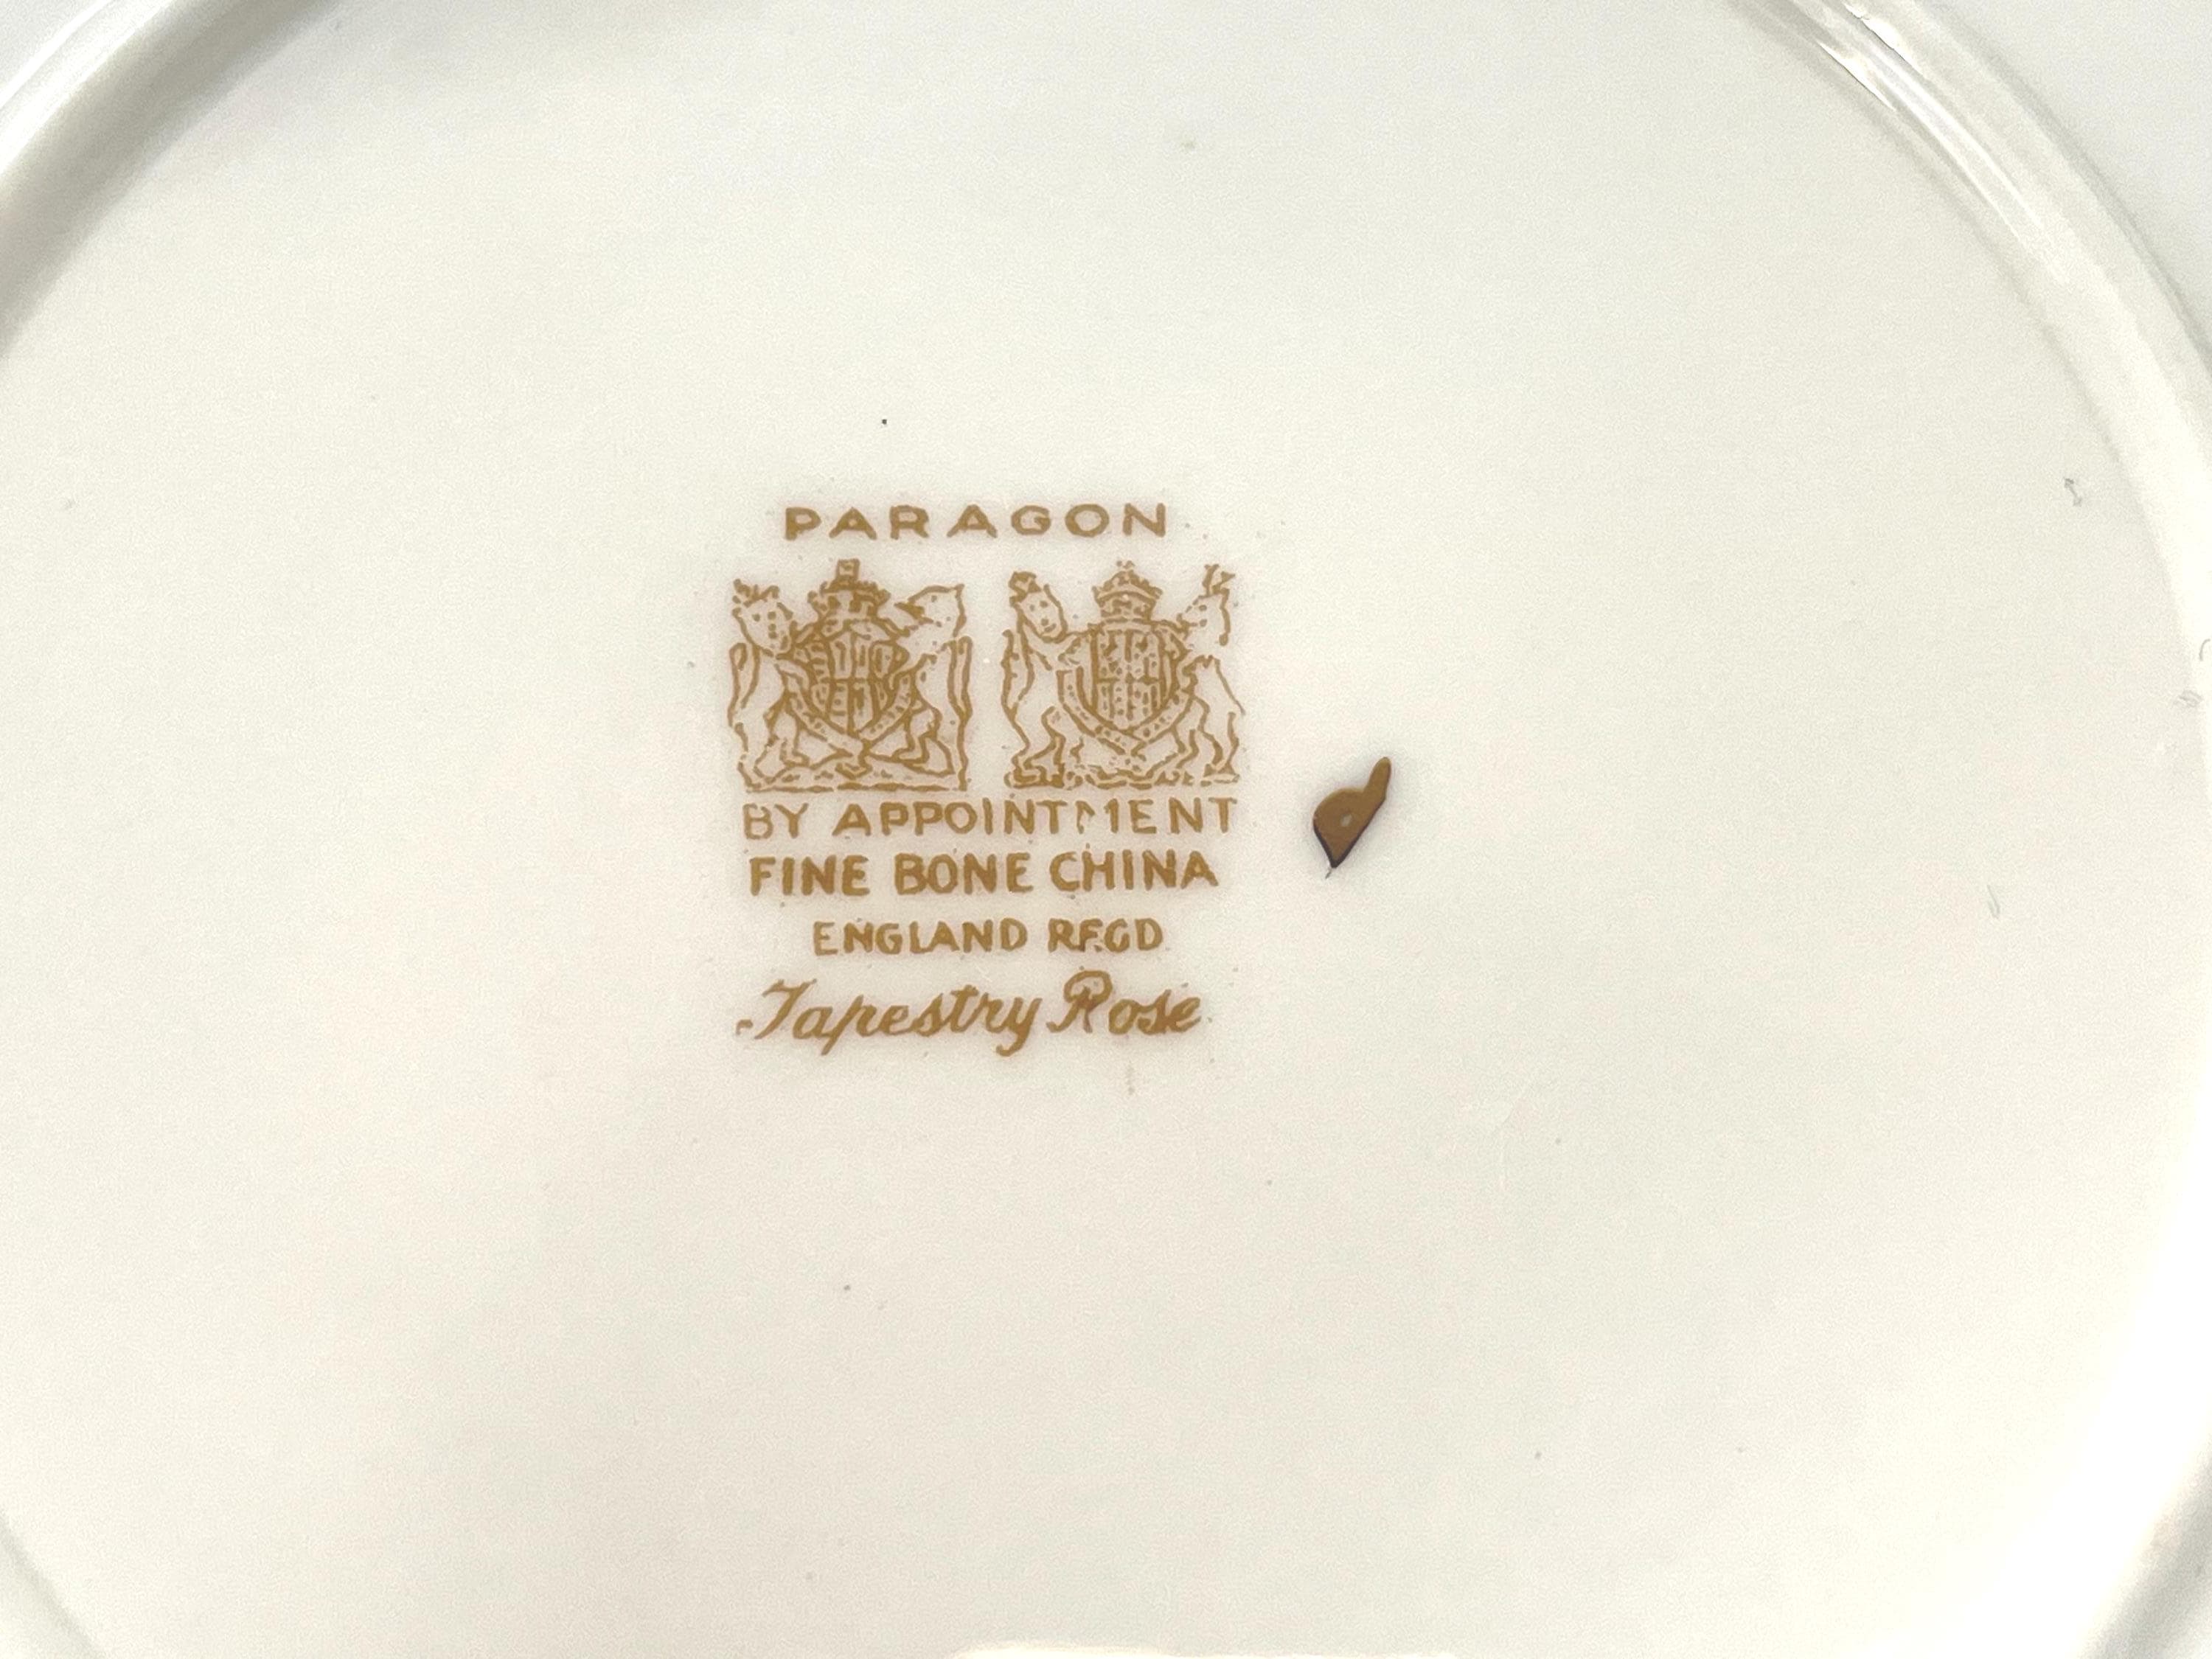 PARAGON
BY APPOINTMENT
FINE BONE CHINA
ENGLAND REGD
Tapestry Rose